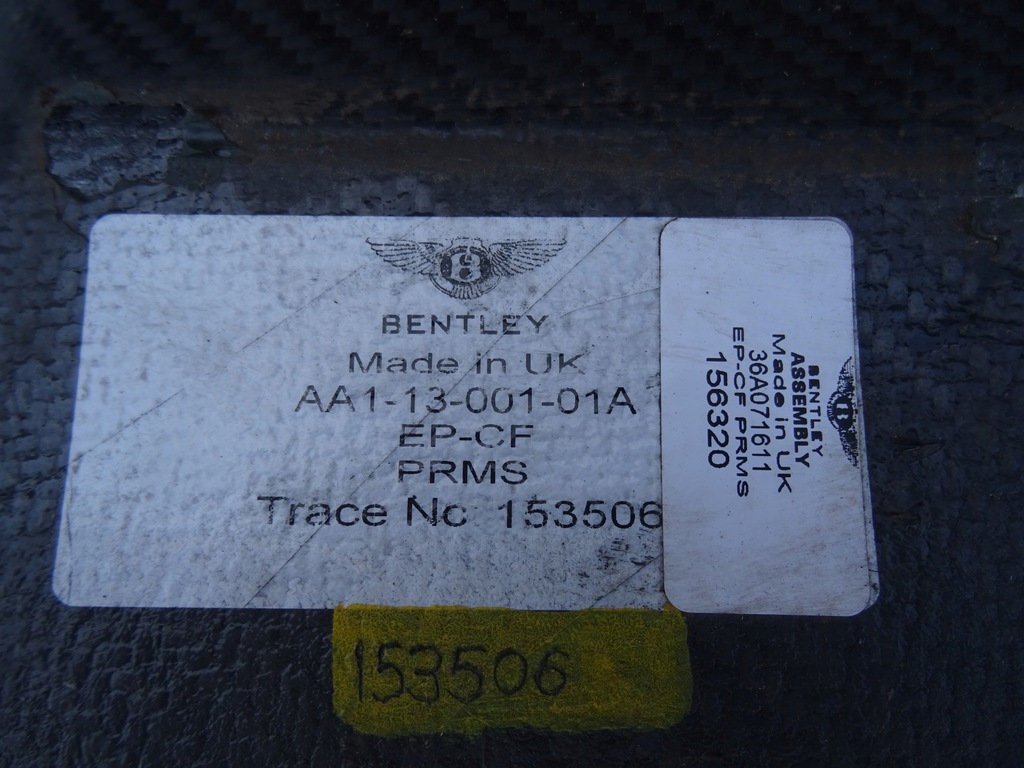 B
BENTLEY
Made in UK
AA1-13-001-01A
EP-CF
PRMS
Trace No 153506
B
BENTLEY
ASSEMBLY
Made in UK
36A071611
EP-CF PRMS
156320
153506